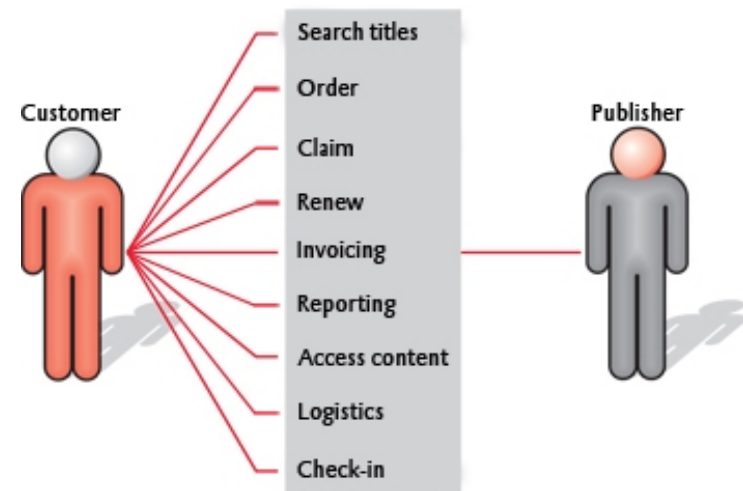 Customer
Search titles
Order
Claim
Renew
Invoicing
Reporting
Access content
Logistics
Check-in
Publisher